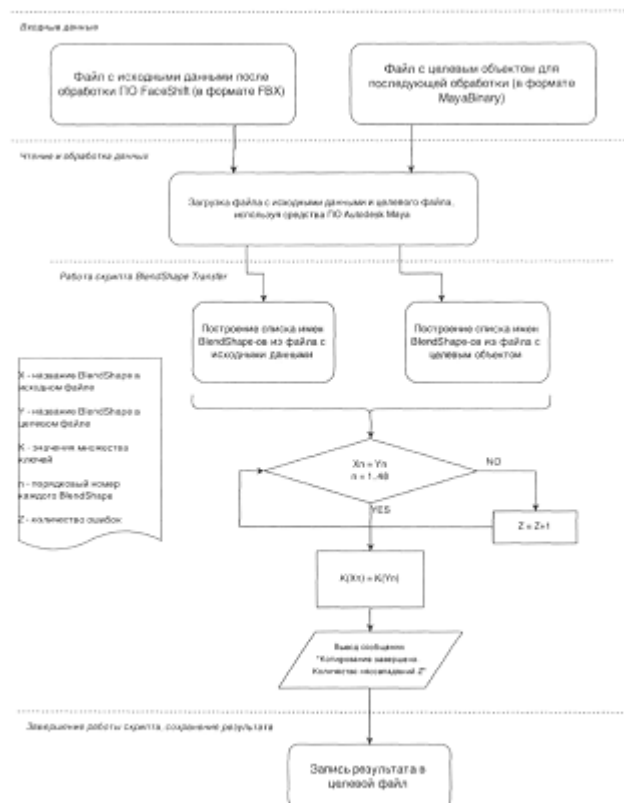 Входные данные
Файл с исходными данными после
обработки ПО FaceShift (в формате FBX)
Файл с целевым объектом для
последующей обработки (в формате
MayaBinary)
Чтение и обработка данных
Загрузка файла с исходными данными и целевого файла,
используя средства ПО Autodesk Maya
Работа скрипта BlendShape Transfer
Построение списка имен
BlendShape-ов из файла с
исходными данными
Построение списка имен
BlendShape-ов из файла с
целевым объектом
X - название BlendShape в
исходном файле
Y - название BlendShape в
целевом файле
K - значения множества
ключей
n - порядковый номер
каждого BlendShape
Z - количество ошибок
Xn = Yn
n = 1..48
NO
YES
Z = Z+1
K(Xn) = K(Yn)
Вывод сообщения
"Копирование завершено.
Количество несовпадений Z"
Завершение работы скрипта, сохранение результата
Запись результата в
целевой файл